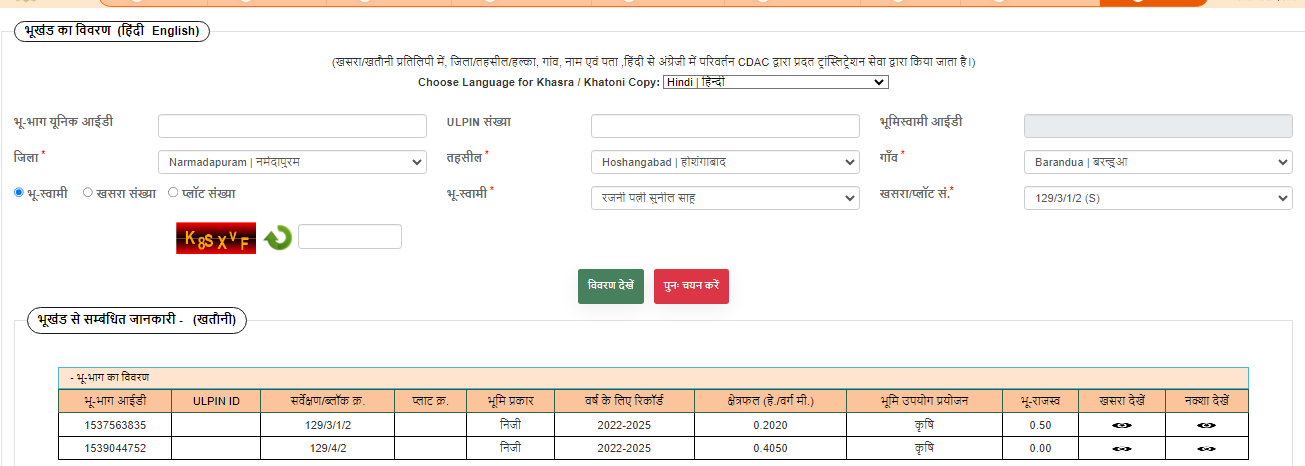 भूखंड का विवरण (हिंदी English)
(खसरा/खतौनी प्रतिलिपी में, जिला/तहसील/हल्का, गांव, नाम एवं पता ,हिंदी से अंग्रेजी में परिवर्तन CDAC द्वारा प्रदत ट्रांस्लिट्रेशन सेवा द्वारा किया जाता है।)
Choose Language for Khasra / Khatoni Copy: Hindi | हिन्दी
भू-भाग यूनिक आईडी ULPIN संख्या भूमिस्वामी आईडी
जिला * Narmadapuram | नर्मदापुरम तहसील * Hoshangabad | होशंगाबाद गाँव * Barandua | बरन्डुआ
भू-स्वामी खसरा संख्या प्लॉट संख्या भू-स्वामी * रजनी पत्नी सुनील साहू खसरा/प्लॉट सं.* 129/3/1/2 (S)
K8SXVF
विवरण देखें पुनः चयन करें
भूखंड से सम्बंधित जानकारी - (खतौनी)
- भू-भाग का विवरण
भू-भाग आईडी ULPIN ID सर्वेक्षण/ब्लॉक क्र. प्लाट क्र. भूमि प्रकार वर्ष के लिए रिकॉर्ड क्षेत्रफल (हे./वर्ग मी.) भूमि उपयोग प्रयोजन भू-राजस्व खसरा देखें नक्शा देखें
1537563835 129/3/1/2 निजी 2022-2025 0.2020 कृषि 0.50
1539044752 129/4/2 निजी 2022-2025 0.4050 कृषि 0.00